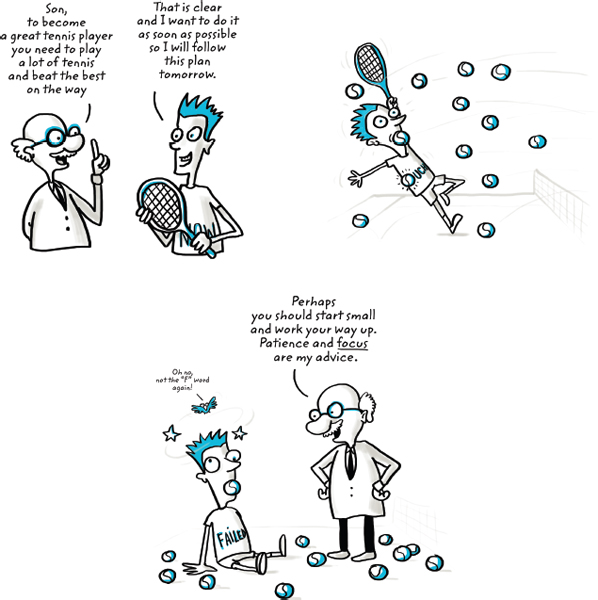 Son,
to become
a great tennis player
you need to play
a lot of tennis
and beat the best
on the way
That is clear
and I want to do it
as soon as possible
so I will follow
this plan
tomorrow.
OUCH
Perhaps
you should start small
and work your way up.
Patience and focus
are my advice.
Oh no,
not the "F" word
again!
FAILED